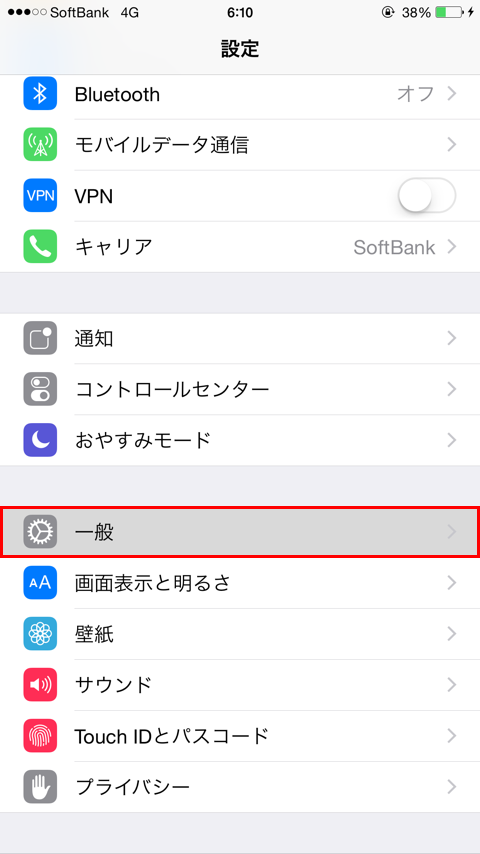 SoftBank 4G 6:10 38%
設定
Bluetooth オフ
モバイルデータ通信
VPN VPN
キャリア SoftBank
通知
コントロールセンター
おやすみモード
一般
AA 画面表示と明るさ
壁紙
サウンド
Touch IDとパスコード
プライバシー